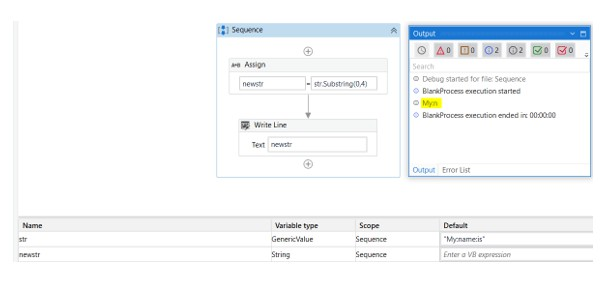 Sequence
A+B Assign
newstr = str.Substring(0,4)
Write Line
Text newstr
Output
0 0 2 2 0 0
Search
Debug started for file: Sequence
BlankProcess execution started
My:n
BlankProcess execution ended in: 00:00:00
Output Error List
Name Variable type Scope Default
str GenericValue Sequence "My:name:is"
newstr String Sequence Enter a VB expression